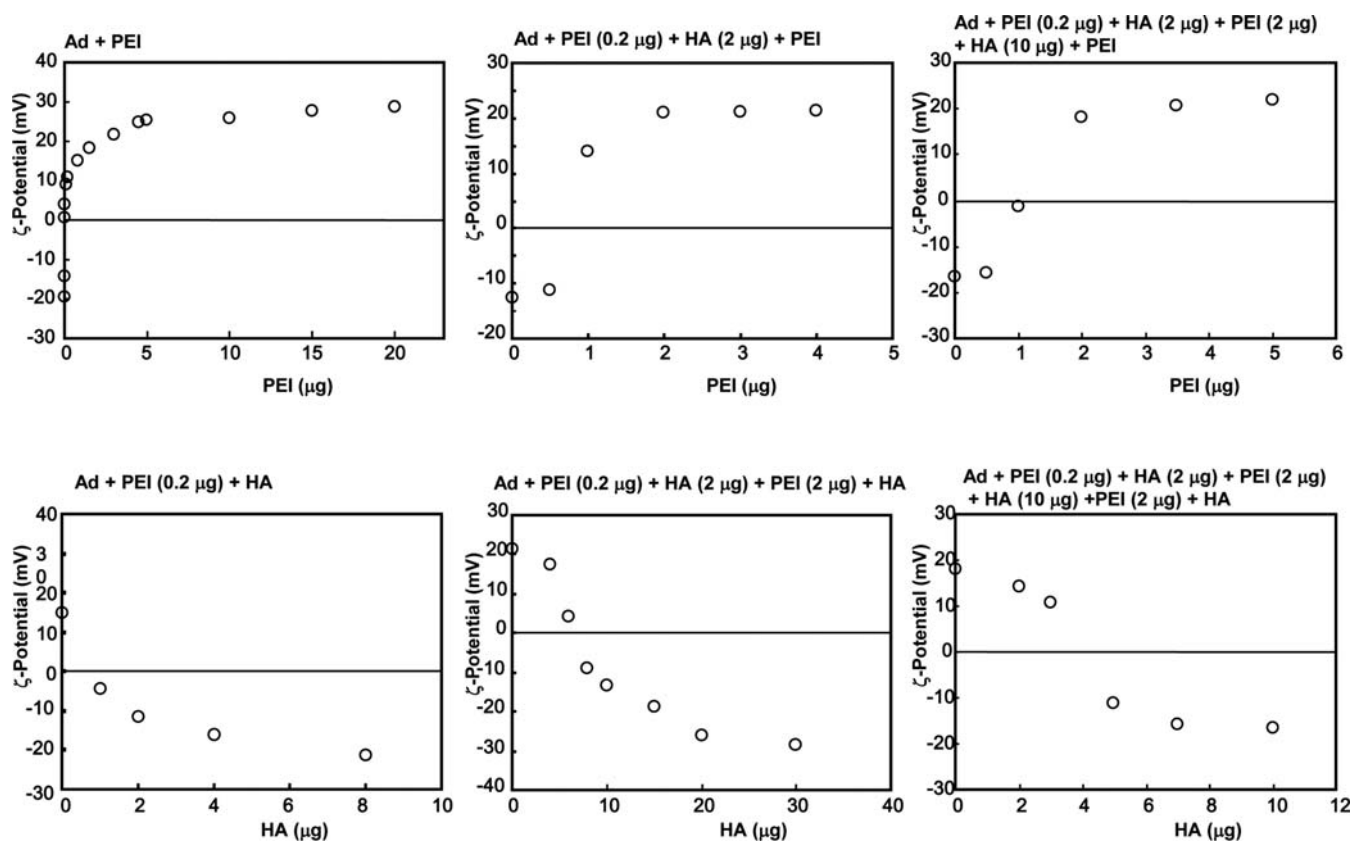 Ad + PEI
40
30
20
10
0
-10
-20
-30
ζ-Potential (mV)
0 5 10 15 20
PEI (μg)
Ad + PEI (0.2 μg) + HA (2 μg) + PEI
30
20
10
0
-10
-20
ζ-Potential (mV)
0 1 2 3 4 5
PEI (μg)
Ad + PEI (0.2 μg) + HA (2 μg) + PEI (2 μg)
+ HA (10 μg) + PEI
30
20
10
0
-10
-20
-30
ζ-Potential (mV)
0 1 2 3 4 5 6
PEI (μg)
Ad + PEI (0.2 μg) + HA
40
3
0
20
10
0
-10
-20
-30
ζ-Potential (mV)
0 2 4 6 8 10
HA (μg)
Ad + PEI (0.2 μg) + HA (2 μg) + PEI (2 μg) + HA
30
20
10
0
-10
-20
-30
-40
ζ-Potential (mV)
0 10 20 30 40
HA (μg)
Ad + PEI (0.2 μg) + HA (2 μg) + PEI (2 μg)
+ HA (10 μg) +PEI (2 μg) + HA
30
20
10
0
-10
-20
-30
ζ-Potential (mV)
0 2 4 6 8 10 12
HA (μg)